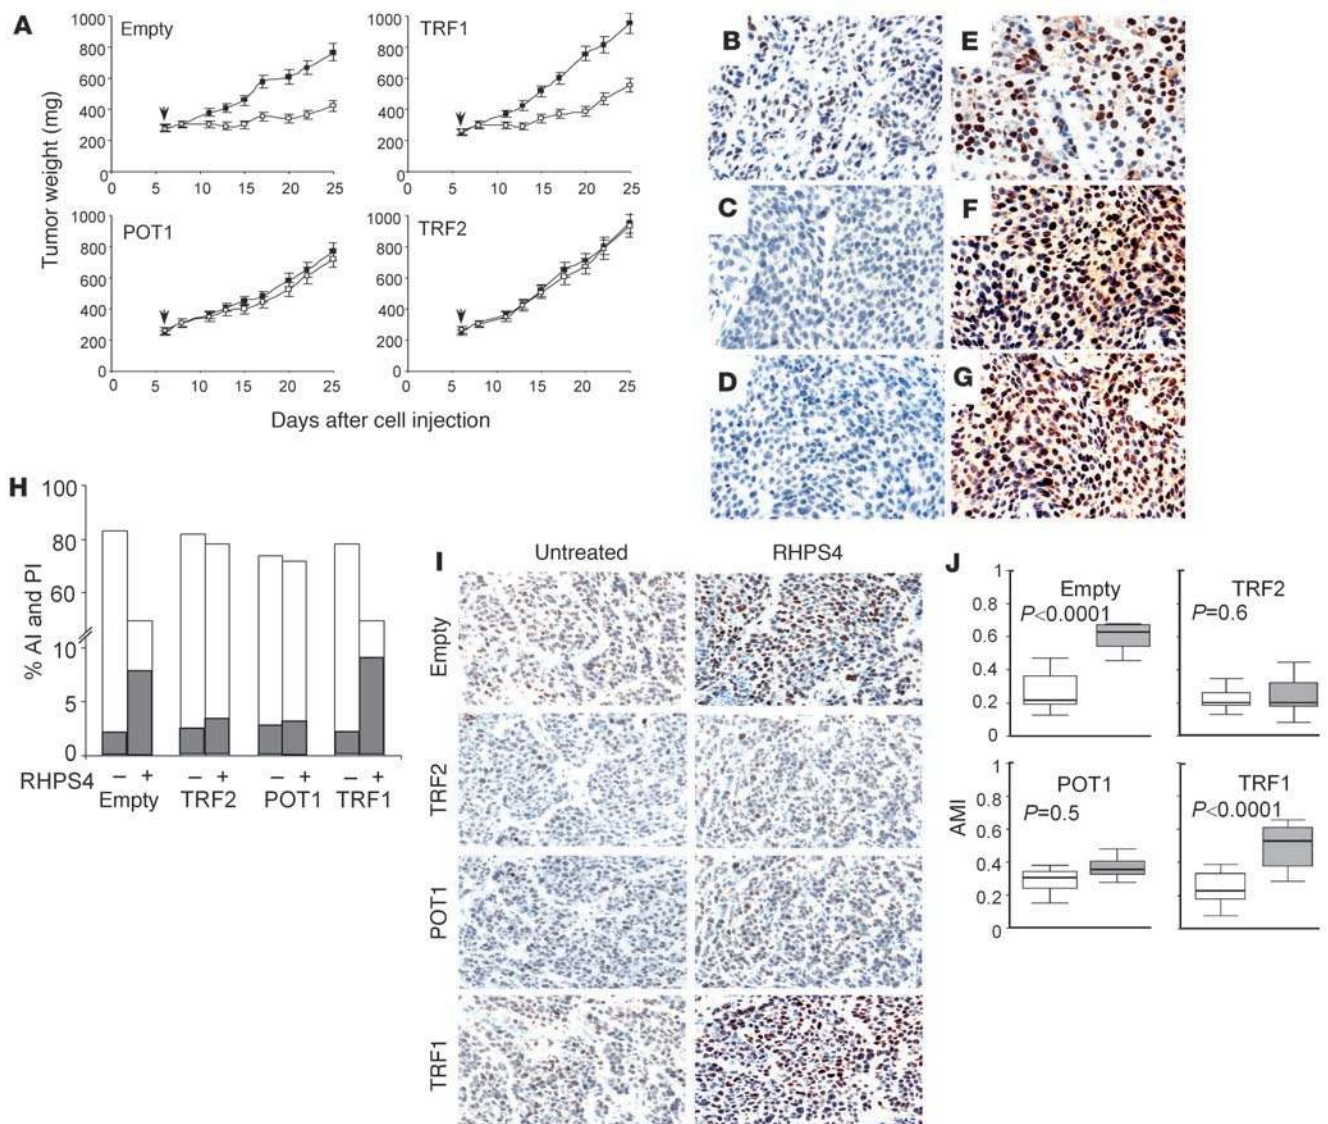 A
Empty
TRF1
1000
800
600
400
200
0
0 5 10 15 20 25
1000
800
600
400
200
0
0 5 10 15 20 25
POT1
TRF2
1000
800
600
400
200
0
0 5 10 15 20 25
1000
800
600
400
200
0
0 5 10 15 20 25
Tumor weight (mg)
Days after cell injection
B
E
C
F
D
G
H
% AI and PI
100
80
60
10
5
0
RHPS4 – + – + – + – +
Empty TRF2 POT1 TRF1
I
Untreated RHPS4
Empty
TRF2
POT1
TRF1
J
AMI
Empty
P<0.0001
1
0.8
0.6
0.4
0.2
0
TRF2
P=0.6
POT1
P=0.5
1
0.8
0.6
0.4
0.2
0
TRF1
P<0.0001